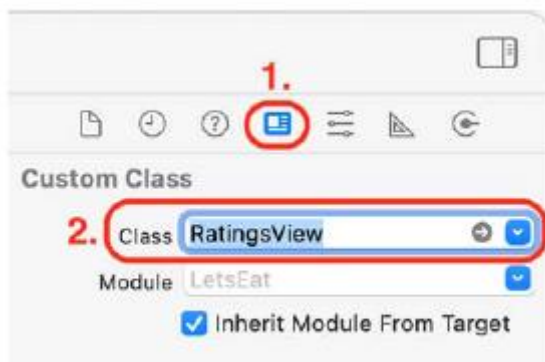 1.
Custom Class
2. Class RatingsView
Module LetsEat
Inherit Module From Target